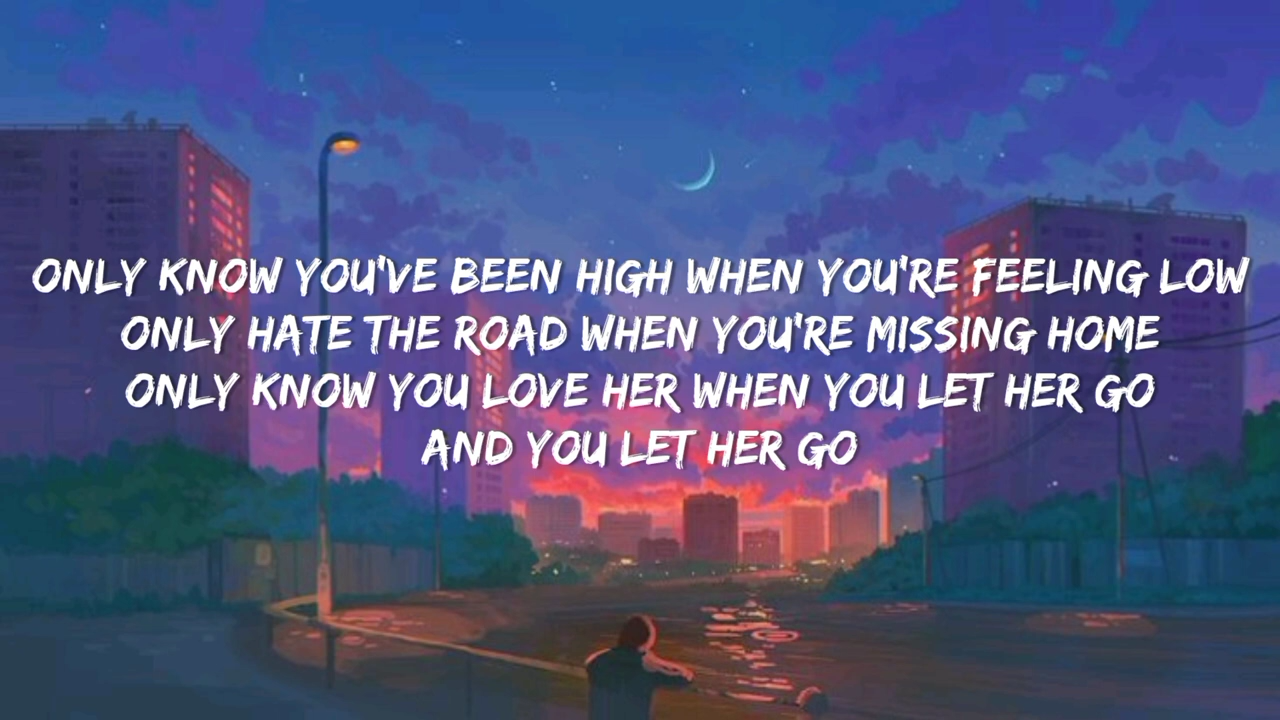 ONLY KNOW YOU'VE BEEN HIGH WHEN YOU'RE FEELING LOW
ONLY HATE THE ROAD WHEN YOU'RE MISSING HOME
ONLY KNOW YOU LOVE HER WHEN YOU LET HER GO
AND YOU LET HER GO